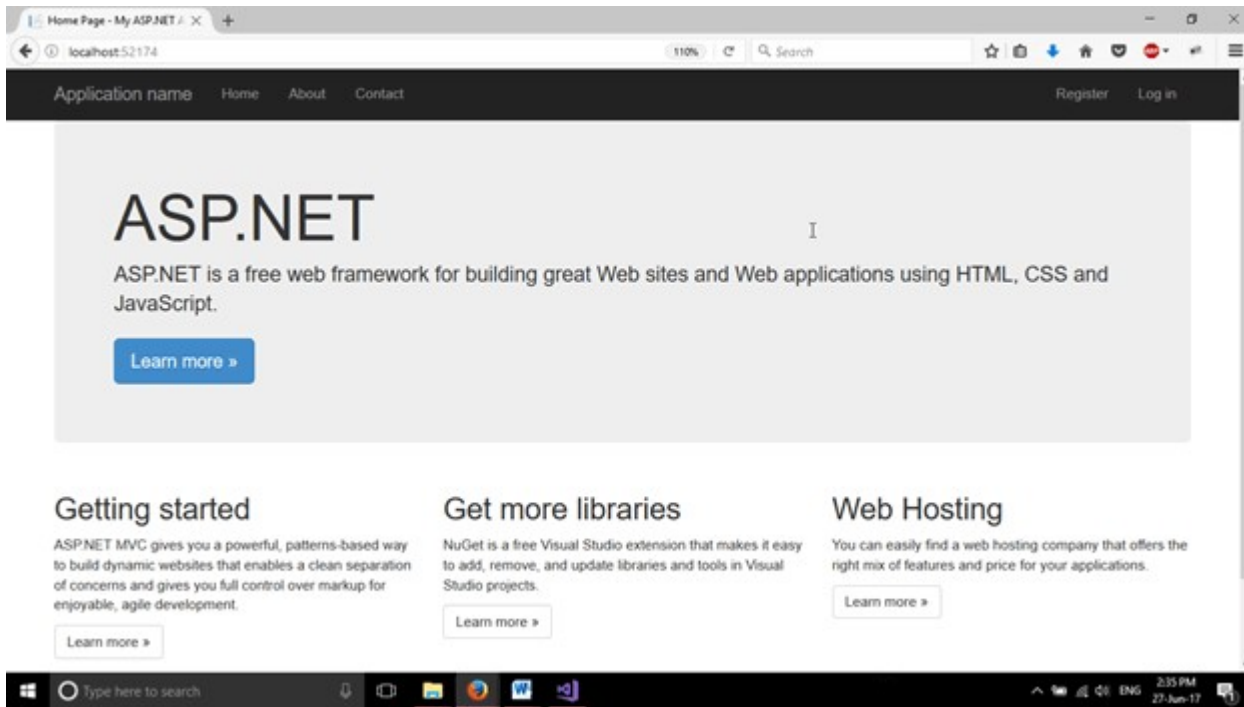 Home Page - My ASP.NET A
localhost:52174
110%
Search
Application name Home About Contact Register Log in
ASP.NET
ASP.NET is a free web framework for building great Web sites and Web applications using HTML, CSS and
JavaScript.
Learn more »
Getting started
ASP.NET MVC gives you a powerful, patterns-based way
to build dynamic websites that enables a clean separation
of concerns and gives you full control over markup for
enjoyable, agile development.
Learn more »
Get more libraries
NuGet is a free Visual Studio extension that makes it easy
to add, remove, and update libraries and tools in Visual
Studio projects.
Learn more »
Web Hosting
You can easily find a web hosting company that offers the
right mix of features and price for your applications.
Learn more »
Type here to search
ENG
2:35 PM
27-Jun-17